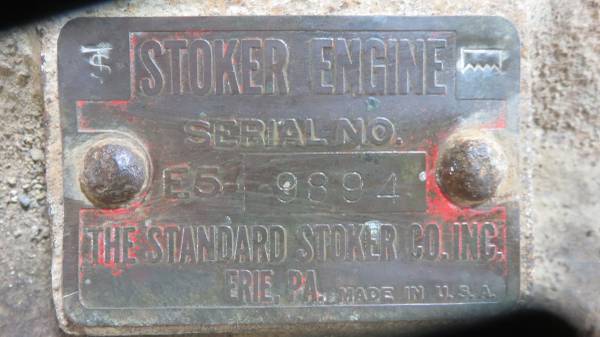 STOKER ENGINE
SERIAL NO.
E5-9894
THE STANDARD STOKER CO. INC.
ERIE, PA. MADE IN U.S.A.